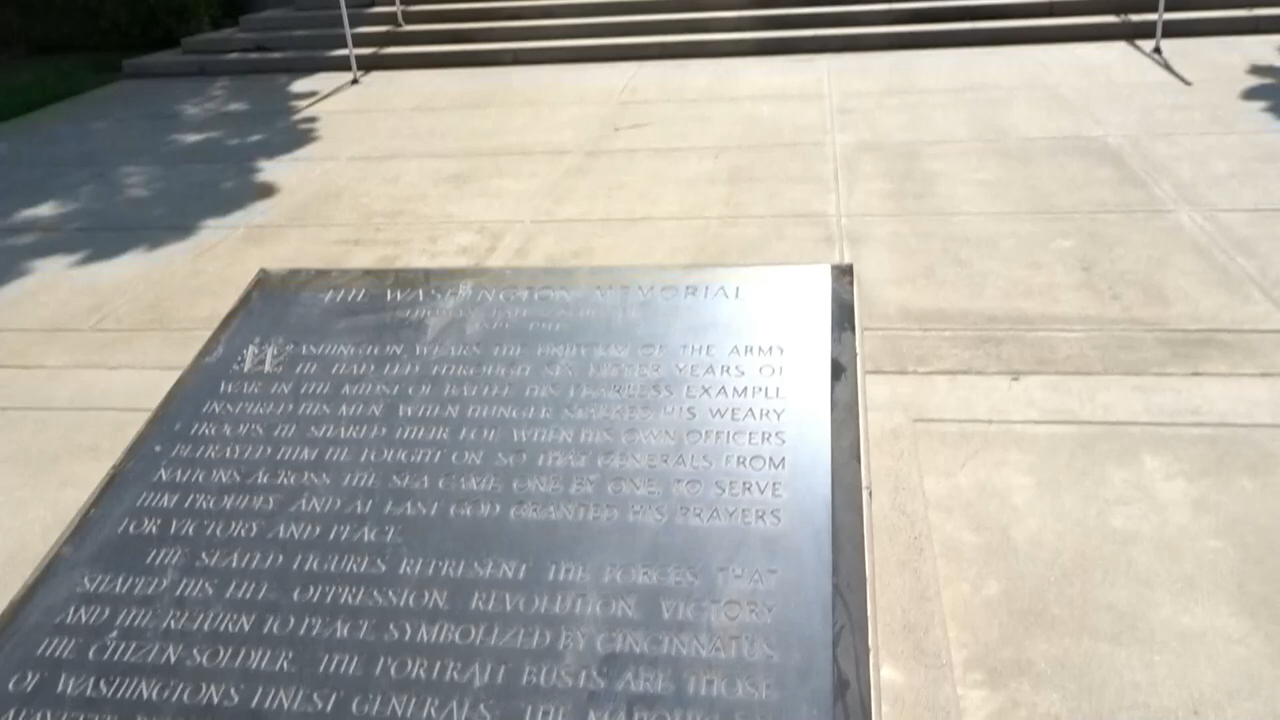 THE WASHINGTON MEMORIAL
WASHINGTON WEARS THE UNIFORM OF THE ARMY
HE HAD LED THROUGH SIX BITTER YEARS OF
WAR IN THE MIDST OF BATTLE HIS FEARLESS EXAMPLE
INSPIRED HIS MEN WHEN HUNGER STALKED HIS WEARY
TROOPS HE SHARED THEIR LOT WHEN HIS OWN OFFICERS
BETRAYED HIM HE FOUGHT ON SO THAT GENERALS FROM
NATIONS ACROSS THE SEA CAME ONE BY ONE TO SERVE
HIM PROUDLY AND AT LAST GOD GRANTED HIS PRAYERS
FOR VICTORY AND PEACE
THE SEATED FIGURES REPRESENT THE FORCES THAT
SHAPED HIS LIFE OPPRESSION REVOLUTION VICTORY
AND THE RETURN TO PEACE SYMBOLIZED BY CINCINNATUS
THE CITIZEN SOLDIER THE PORTRAIT BUSTS ARE THOSE
OF WASHINGTON'S FINEST GENERALS THE MARQUIS